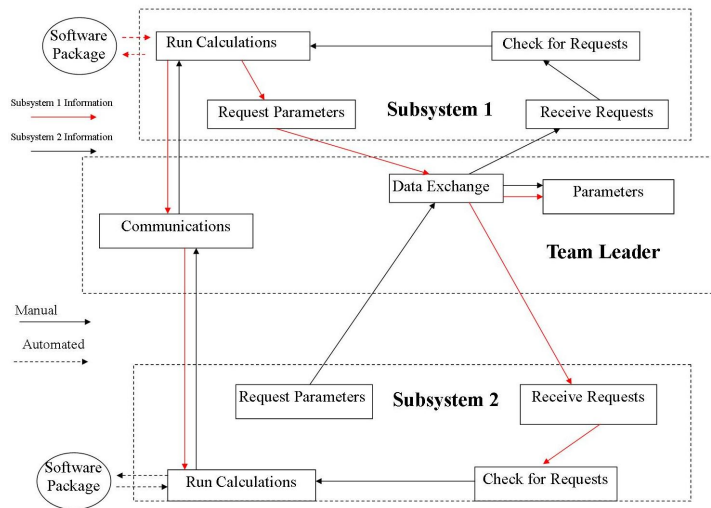 Software
Package
Run Calculations
Check for Requests
Subsystem 1 Information
Request Parameters
Subsystem 1
Receive Requests
Subsystem 2 Information
Data Exchange
Parameters
Communications
Team Leader
Manual
Automated
Request Parameters
Subsystem 2
Receive Requests
Software
Package
Run Calculations
Check for Requests